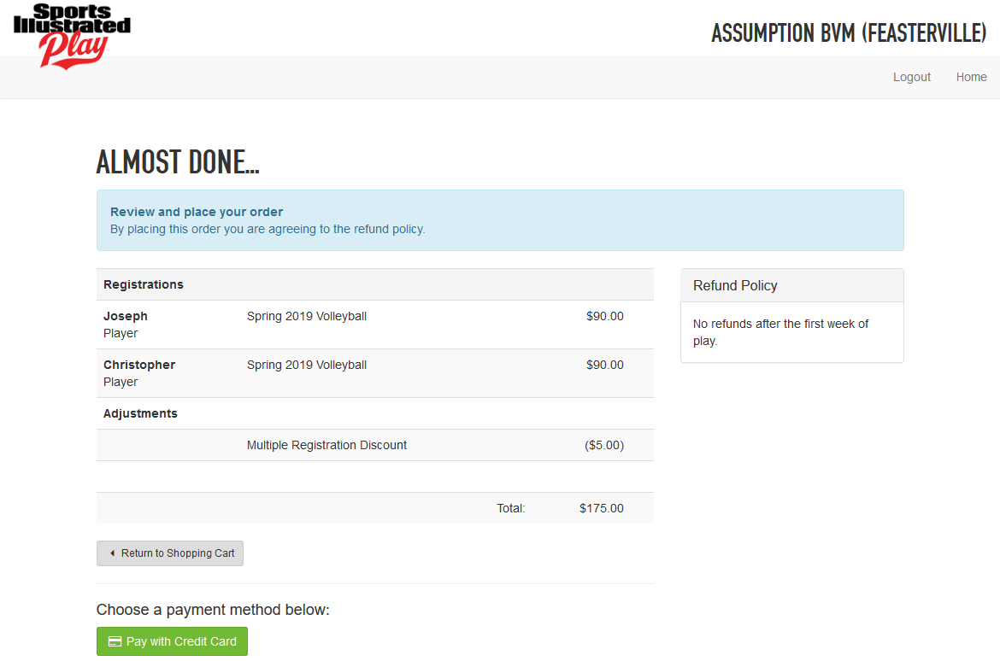 Sports
Illustrated
Play
ASSUMPTION BVM (FEASTERVILLE)
Logout Home
ALMOST DONE...
Review and place your order
By placing this order you are agreeing to the refund policy.
Registrations
Joseph Spring 2019 Volleyball $90.00
Player
Christopher Spring 2019 Volleyball $90.00
Player
Adjustments
Multiple Registration Discount ($5.00)
Total: $175.00
Refund Policy
No refunds after the first week of
play.
Return to Shopping Cart
Choose a payment method below:
Pay with Credit Card